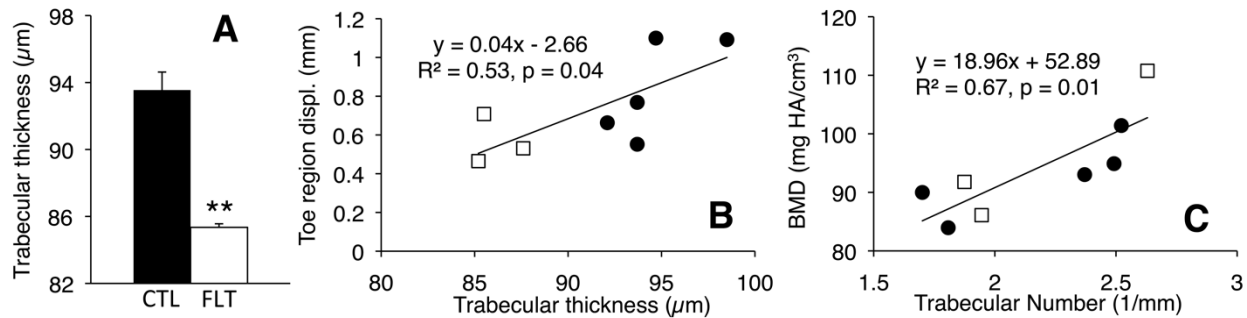 Trabecular thickness (µm)
98
94
90
86
82
A
**
CTL FLT
Toe region displ. (mm)
1.2
1
0.8
0.6
0.4
0.2
0
y = 0.04x - 2.66
R² = 0.53, p = 0.04
B
80 85 90 95 100
Trabecular thickness (µm)
BMD (mg HA/cm³)
120
110
100
90
80
y = 18.96x + 52.89
R² = 0.67, p = 0.01
C
1.5 2 2.5 3
Trabecular Number (1/mm)